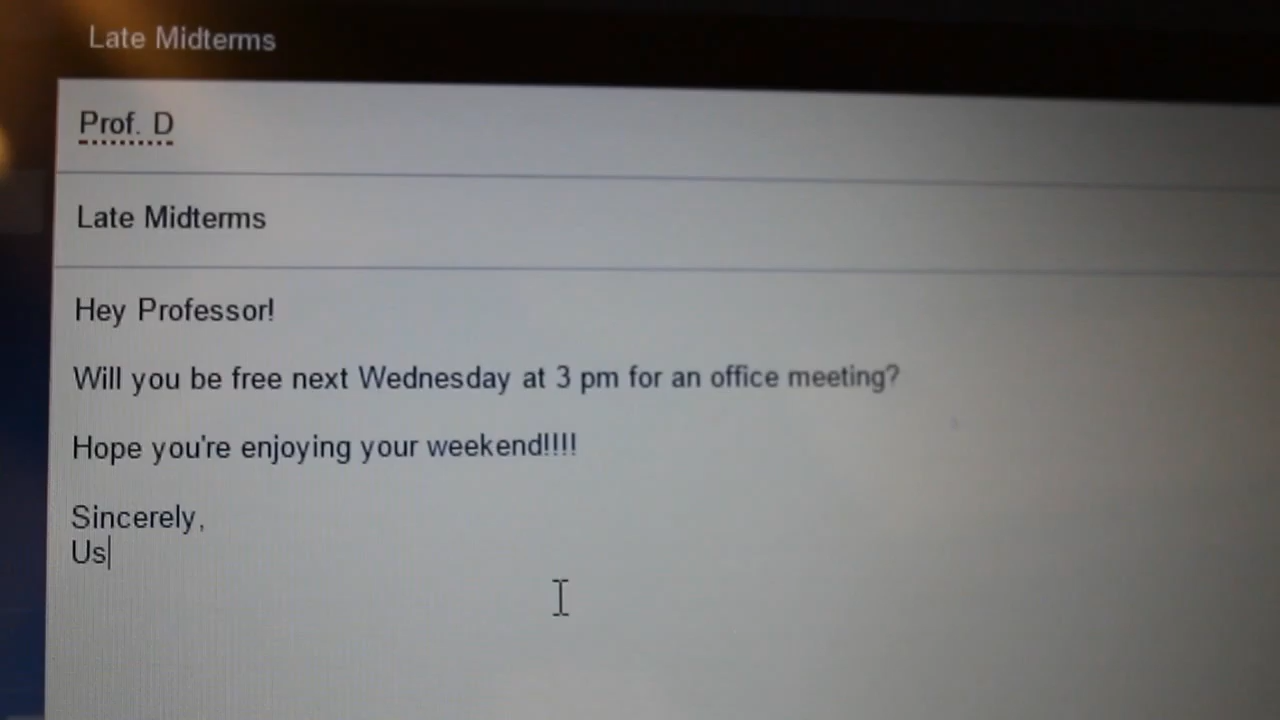 Late Midterms
Prof. D
Late Midterms
Hey Professor!
Will you be free next Wednesday at 3 pm for an office meeting?
Hope you're enjoying your weekend!!!!
Sincerely,
Us